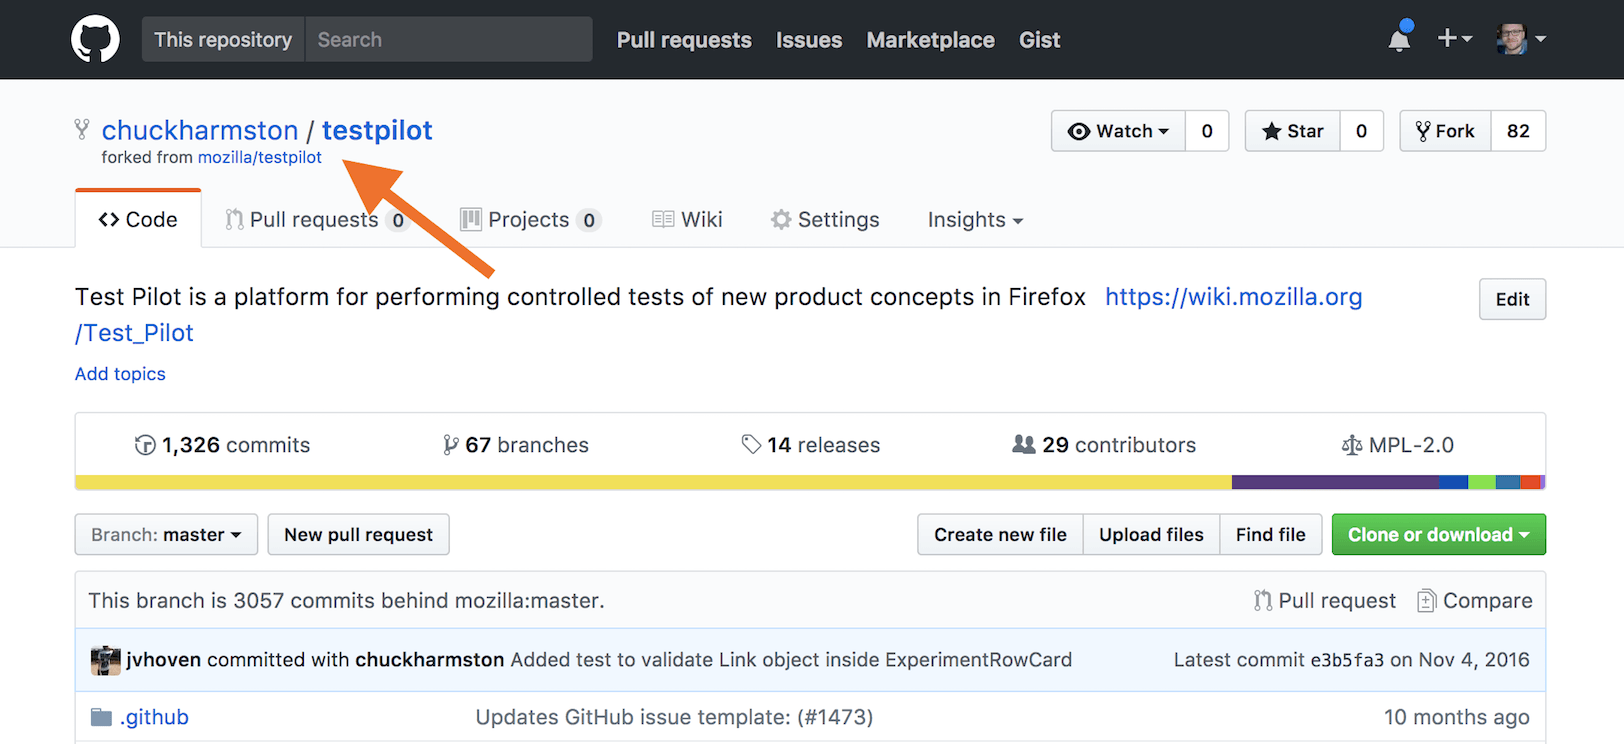 This repository Search Pull requests Issues Marketplace Gist
chuckharmston / testpilot Watch 0 Star 0 Fork 82
forked from mozilla/testpilot
Code Pull requests 0 Projects 0 Wiki Settings Insights
Test Pilot is a platform for performing controlled tests of new product concepts in Firefox https://wiki.mozilla.org Edit
/Test_Pilot
Add topics
1,326 commits 67 branches 14 releases 29 contributors MPL-2.0
Branch: master New pull request Create new file Upload files Find file Clone or download
This branch is 3057 commits behind mozilla:master. Pull request Compare
jvhoven committed with chuckharmston Added test to validate Link object inside ExperimentRowCard Latest commit e3b5fa3 on Nov 4, 2016
.github Updates GitHub issue template: (#1473) 10 months ago